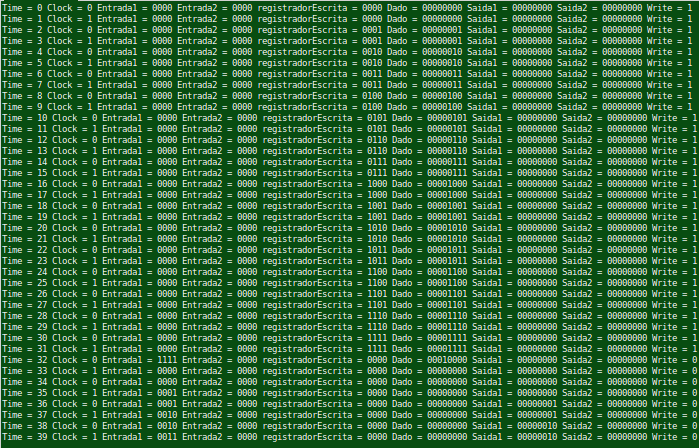 Time = 0 Clock = 0 Entrada1 = 0000 Entrada2 = 0000 registradorEscrita = 0000 Dado = 00000000 Saida1 = 00000000 Saida2 = 00000000 Write = 1
Time = 1 Clock = 1 Entrada1 = 0000 Entrada2 = 0000 registradorEscrita = 0000 Dado = 00000000 Saida1 = 00000000 Saida2 = 00000000 Write = 1
Time = 2 Clock = 0 Entrada1 = 0000 Entrada2 = 0000 registradorEscrita = 0001 Dado = 00000001 Saida1 = 00000000 Saida2 = 00000000 Write = 1
Time = 3 Clock = 1 Entrada1 = 0000 Entrada2 = 0000 registradorEscrita = 0001 Dado = 00000001 Saida1 = 00000000 Saida2 = 00000000 Write = 1
Time = 4 Clock = 0 Entrada1 = 0000 Entrada2 = 0000 registradorEscrita = 0010 Dado = 00000010 Saida1 = 00000000 Saida2 = 00000000 Write = 1
Time = 5 Clock = 1 Entrada1 = 0000 Entrada2 = 0000 registradorEscrita = 0010 Dado = 00000010 Saida1 = 00000000 Saida2 = 00000000 Write = 1
Time = 6 Clock = 0 Entrada1 = 0000 Entrada2 = 0000 registradorEscrita = 0011 Dado = 00000011 Saida1 = 00000000 Saida2 = 00000000 Write = 1
Time = 7 Clock = 1 Entrada1 = 0000 Entrada2 = 0000 registradorEscrita = 0011 Dado = 00000011 Saida1 = 00000000 Saida2 = 00000000 Write = 1
Time = 8 Clock = 0 Entrada1 = 0000 Entrada2 = 0000 registradorEscrita = 0100 Dado = 00000100 Saida1 = 00000000 Saida2 = 00000000 Write = 1
Time = 9 Clock = 1 Entrada1 = 0000 Entrada2 = 0000 registradorEscrita = 0100 Dado = 00000100 Saida1 = 00000000 Saida2 = 00000000 Write = 1
Time = 10 Clock = 0 Entrada1 = 0000 Entrada2 = 0000 registradorEscrita = 0101 Dado = 00000101 Saida1 = 00000000 Saida2 = 00000000 Write = 1
Time = 11 Clock = 1 Entrada1 = 0000 Entrada2 = 0000 registradorEscrita = 0101 Dado = 00000101 Saida1 = 00000000 Saida2 = 00000000 Write = 1
Time = 12 Clock = 0 Entrada1 = 0000 Entrada2 = 0000 registradorEscrita = 0110 Dado = 00000110 Saida1 = 00000000 Saida2 = 00000000 Write = 1
Time = 13 Clock = 1 Entrada1 = 0000 Entrada2 = 0000 registradorEscrita = 0110 Dado = 00000110 Saida1 = 00000000 Saida2 = 00000000 Write = 1
Time = 14 Clock = 0 Entrada1 = 0000 Entrada2 = 0000 registradorEscrita = 0111 Dado = 00000111 Saida1 = 00000000 Saida2 = 00000000 Write = 1
Time = 15 Clock = 1 Entrada1 = 0000 Entrada2 = 0000 registradorEscrita = 0111 Dado = 00000111 Saida1 = 00000000 Saida2 = 00000000 Write = 1
Time = 16 Clock = 0 Entrada1 = 0000 Entrada2 = 0000 registradorEscrita = 1000 Dado = 00001000 Saida1 = 00000000 Saida2 = 00000000 Write = 1
Time = 17 Clock = 1 Entrada1 = 0000 Entrada2 = 0000 registradorEscrita = 1000 Dado = 00001000 Saida1 = 00000000 Saida2 = 00000000 Write = 1
Time = 18 Clock = 0 Entrada1 = 0000 Entrada2 = 0000 registradorEscrita = 1001 Dado = 00001001 Saida1 = 00000000 Saida2 = 00000000 Write = 1
Time = 19 Clock = 1 Entrada1 = 0000 Entrada2 = 0000 registradorEscrita = 1001 Dado = 00001001 Saida1 = 00000000 Saida2 = 00000000 Write = 1
Time = 20 Clock = 0 Entrada1 = 0000 Entrada2 = 0000 registradorEscrita = 1010 Dado = 00001010 Saida1 = 00000000 Saida2 = 00000000 Write = 1
Time = 21 Clock = 1 Entrada1 = 0000 Entrada2 = 0000 registradorEscrita = 1010 Dado = 00001010 Saida1 = 00000000 Saida2 = 00000000 Write = 1
Time = 22 Clock = 0 Entrada1 = 0000 Entrada2 = 0000 registradorEscrita = 1011 Dado = 00001011 Saida1 = 00000000 Saida2 = 00000000 Write = 1
Time = 23 Clock = 1 Entrada1 = 0000 Entrada2 = 0000 registradorEscrita = 1011 Dado = 00001011 Saida1 = 00000000 Saida2 = 00000000 Write = 1
Time = 24 Clock = 0 Entrada1 = 0000 Entrada2 = 0000 registradorEscrita = 1100 Dado = 00001100 Saida1 = 00000000 Saida2 = 00000000 Write = 1
Time = 25 Clock = 1 Entrada1 = 0000 Entrada2 = 0000 registradorEscrita = 1100 Dado = 00001100 Saida1 = 00000000 Saida2 = 00000000 Write = 1
Time = 26 Clock = 0 Entrada1 = 0000 Entrada2 = 0000 registradorEscrita = 1101 Dado = 00001101 Saida1 = 00000000 Saida2 = 00000000 Write = 1
Time = 27 Clock = 1 Entrada1 = 0000 Entrada2 = 0000 registradorEscrita = 1101 Dado = 00001101 Saida1 = 00000000 Saida2 = 00000000 Write = 1
Time = 28 Clock = 0 Entrada1 = 0000 Entrada2 = 0000 registradorEscrita = 1110 Dado = 00001110 Saida1 = 00000000 Saida2 = 00000000 Write = 1
Time = 29 Clock = 1 Entrada1 = 0000 Entrada2 = 0000 registradorEscrita = 1110 Dado = 00001110 Saida1 = 00000000 Saida2 = 00000000 Write = 1
Time = 30 Clock = 0 Entrada1 = 0000 Entrada2 = 0000 registradorEscrita = 1111 Dado = 00001111 Saida1 = 00000000 Saida2 = 00000000 Write = 1
Time = 31 Clock = 1 Entrada1 = 0000 Entrada2 = 0000 registradorEscrita = 1111 Dado = 00001111 Saida1 = 00000000 Saida2 = 00000000 Write = 1
Time = 32 Clock = 0 Entrada1 = 1111 Entrada2 = 0000 registradorEscrita = 0000 Dado = 00010000 Saida1 = 00000000 Saida2 = 00000000 Write = 0
Time = 33 Clock = 1 Entrada1 = 0000 Entrada2 = 0000 registradorEscrita = 0000 Dado = 00000000 Saida1 = 00000000 Saida2 = 00000000 Write = 0
Time = 34 Clock = 0 Entrada1 = 0000 Entrada2 = 0000 registradorEscrita = 0000 Dado = 00000000 Saida1 = 00000000 Saida2 = 00000000 Write = 0
Time = 35 Clock = 1 Entrada1 = 0001 Entrada2 = 0000 registradorEscrita = 0000 Dado = 00000000 Saida1 = 00000000 Saida2 = 00000000 Write = 0
Time = 36 Clock = 0 Entrada1 = 0001 Entrada2 = 0000 registradorEscrita = 0000 Dado = 00000000 Saida1 = 00000001 Saida2 = 00000000 Write = 0
Time = 37 Clock = 1 Entrada1 = 0010 Entrada2 = 0000 registradorEscrita = 0000 Dado = 00000000 Saida1 = 00000001 Saida2 = 00000000 Write = 0
Time = 38 Clock = 0 Entrada1 = 0010 Entrada2 = 0000 registradorEscrita = 0000 Dado = 00000000 Saida1 = 00000010 Saida2 = 00000000 Write = 0
Time = 39 Clock = 1 Entrada1 = 0011 Entrada2 = 0000 registradorEscrita = 0000 Dado = 00000000 Saida1 = 00000010 Saida2 = 00000000 Write = 0